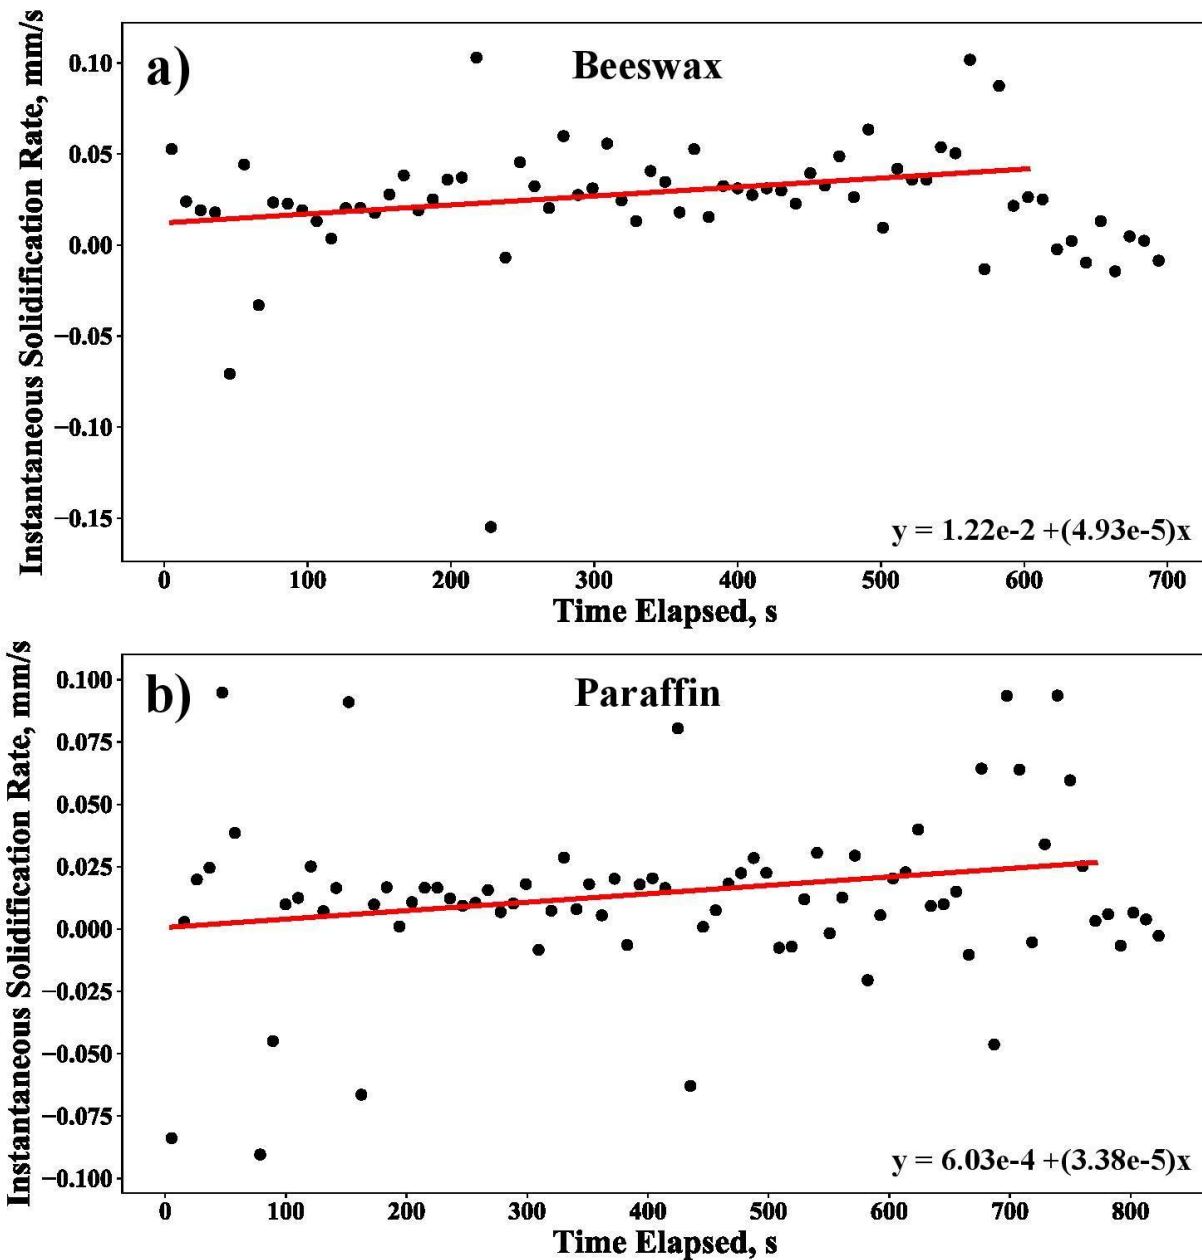 a)
Beeswax
Instantaneous Solidification Rate, mm/s
0.10
0.05
0.00
−0.05
−0.10
−0.15
y = 1.22e-2 +(4.93e-5)x
0 100 200 300 400 500 600 700
Time Elapsed, s
b)
Paraffin
Instantaneous Solidification Rate, mm/s
0.100
0.075
0.050
0.025
0.000
−0.025
−0.050
−0.075
−0.100
y = 6.03e-4 +(3.38e-5)x
0 100 200 300 400 500 600 700 800
Time Elapsed, s